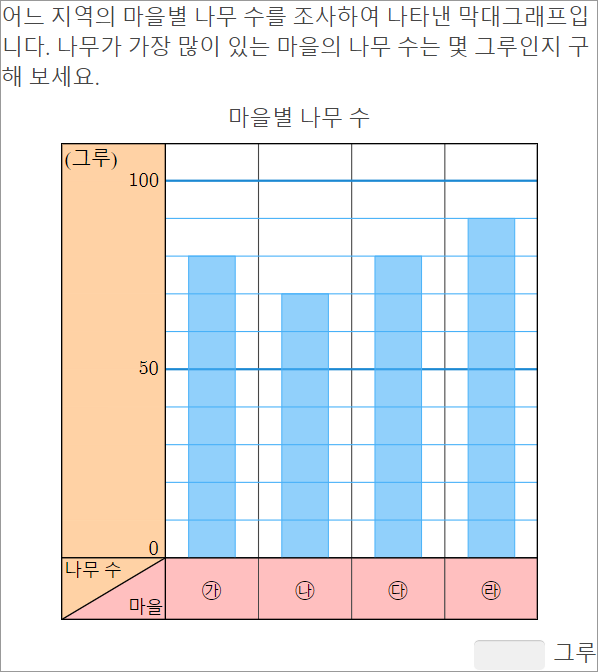 어느 지역의 마을별 나무 수를 조사하여 나타낸 막대그래프입
니다. 나무가 가장 많이 있는 마을의 나무 수는 몇 그루인지 구
해 보세요.
마을별 나무 수
(그루)
100
50
0
나무 수
마을
㉮ ㉯ ㉰ ㉱
그루